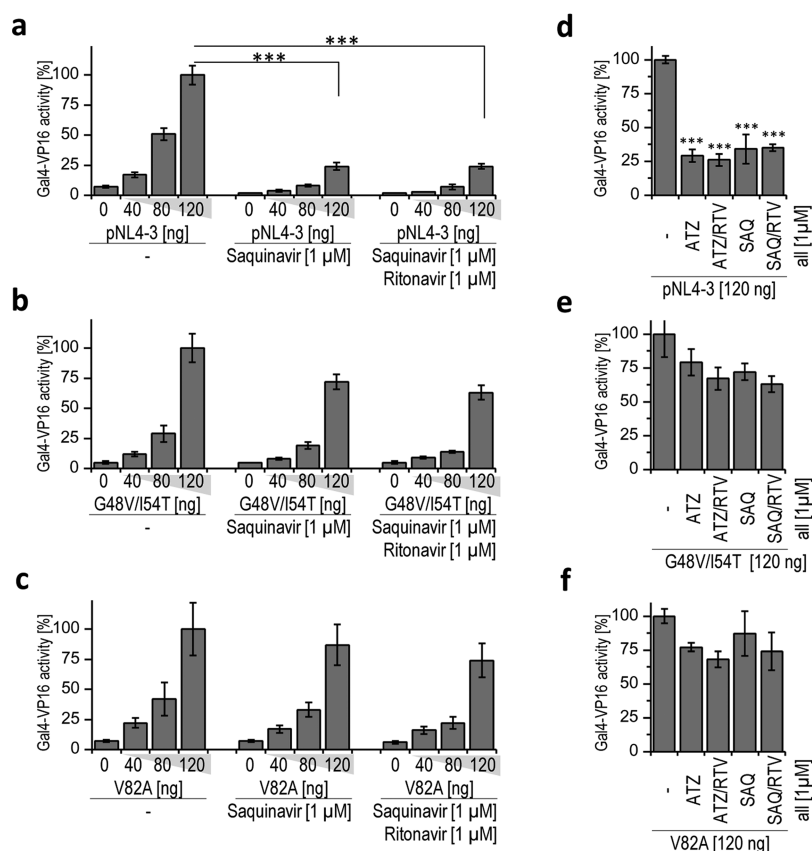 a
Gal4-VP16 activity [%]
100
75
50
25
0
*** 
***
0 40 80 120 0 40 80 120 0 40 80 120
pNL4-3 [ng] pNL4-3 [ng] pNL4-3 [ng]
- Saquinavir [1 µM] Saquinavir [1 µM]
Ritonavir [1 µM]
b
Gal4-VP16 activity [%]
100
75
50
25
0
0 40 80 120 0 40 80 120 0 40 80 120
G48V/I54T [ng] G48V/I54T [ng] G48V/I54T [ng]
- Saquinavir [1 µM] Saquinavir [1 µM]
Ritonavir [1 µM]
c
Gal4-VP16 activity [%]
100
75
50
25
0
0 40 80 120 0 40 80 120 0 40 80 120
V82A [ng] V82A [ng] V82A [ng]
- Saquinavir [1 µM] Saquinavir [1 µM]
Ritonavir [1 µM]
d
Gal4-VP16 activity [%]
100
75
50
25
0
*** *** *** ***
- ATZ ATZ/RTV SAQ SAQ/RTV all [1µM]
pNL4-3 [120 ng]
e
Gal4-VP16 activity [%]
100
75
50
25
0
- ATZ ATZ/RTV SAQ SAQ/RTV all [1µM]
G48V/I54T [120 ng]
f
Gal4-VP16 activity [%]
100
75
50
25
0
- ATZ ATZ/RTV SAQ SAQ/RTV all [1µM]
V82A [120 ng]